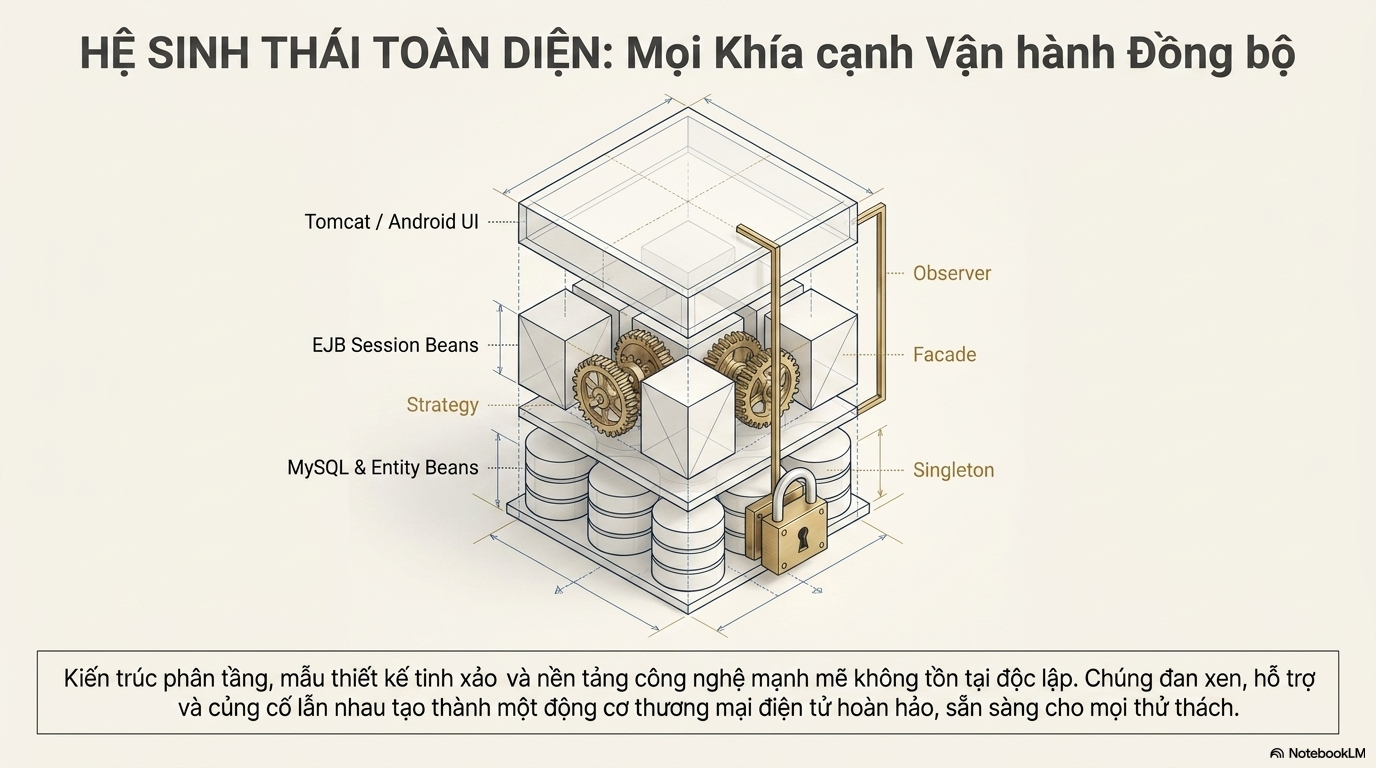 HỆ SINH THÁI TOÀN DIỆN: Mọi Khía cạnh Vận hành Đồng bộ
Tomcat / Android UI
Observer
EJB Session Beans
Facade
Strategy
MySQL & Entity Beans
Singleton
Kiến trúc phân tầng, mẫu thiết kế tinh xảo và nền tảng công nghệ mạnh mẽ không tồn tại độc lập. Chúng đan xen, hỗ trợ
và củng cố lẫn nhau tạo thành một động cơ thương mại điện tử hoàn hảo, sẵn sàng cho mọi thử thách.
NotebookLM